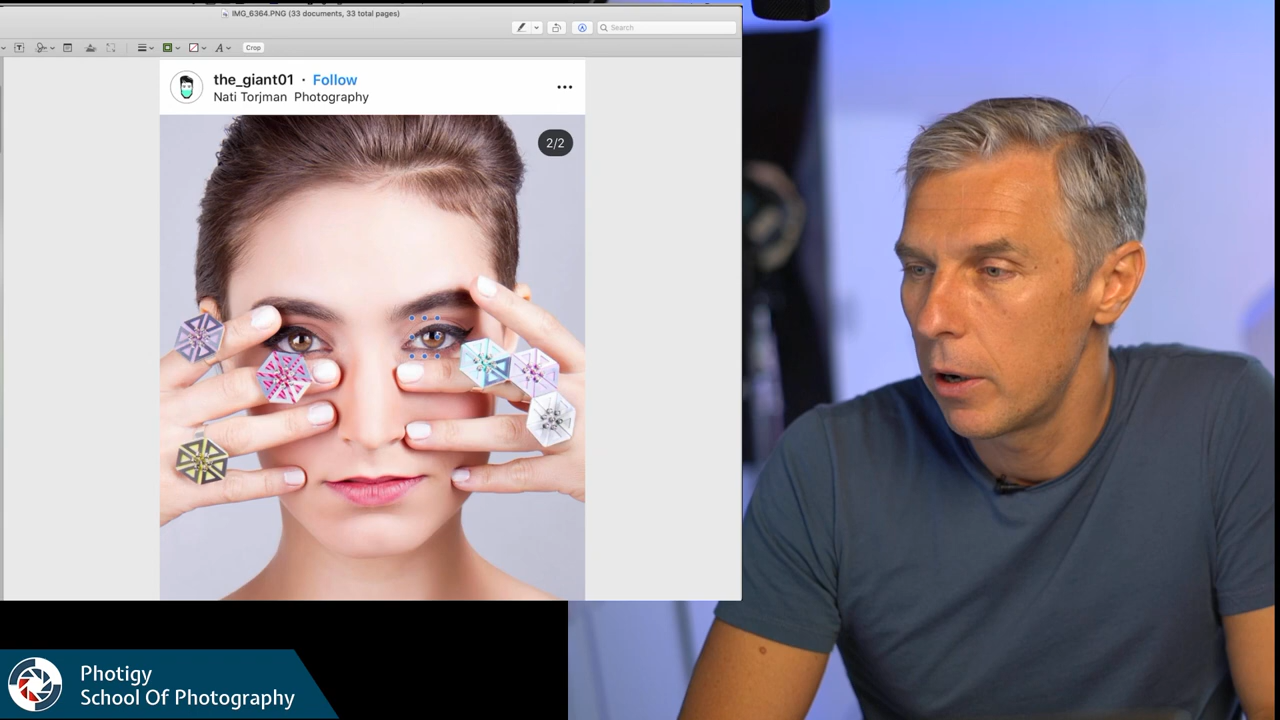 IMG_6364.PNG (33 documents, 33 total pages)
Search
T
A
Crop
the_giant01 · Follow
Nati Torjman Photography
2/2
Photigy
School Of Photography